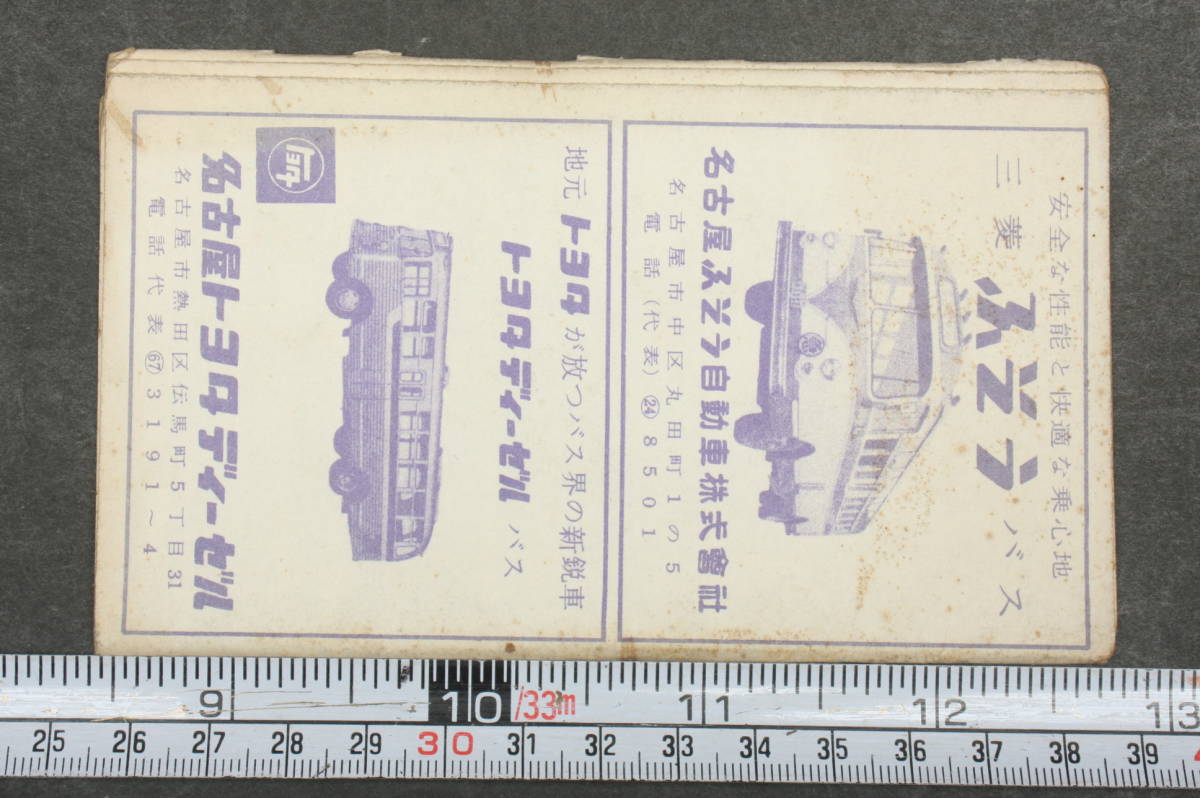 安全な性能と快適な乗心地
三菱 ふそう バス
名古屋ふそう自動車株式會社
名古屋市中区丸田町1の5
電話(代表)㉔8501
地元トヨタが放つバス界の新鋭車
トヨタディーゼル バス
トヨタ
名古屋トヨタディーゼル
名古屋市熱田区伝馬町5丁目31
電話代表(67)3191~4
9 10 /33m 11 12 13
25 26 27 28 29 30 31 32 33 34 35 36 37 38 39 4